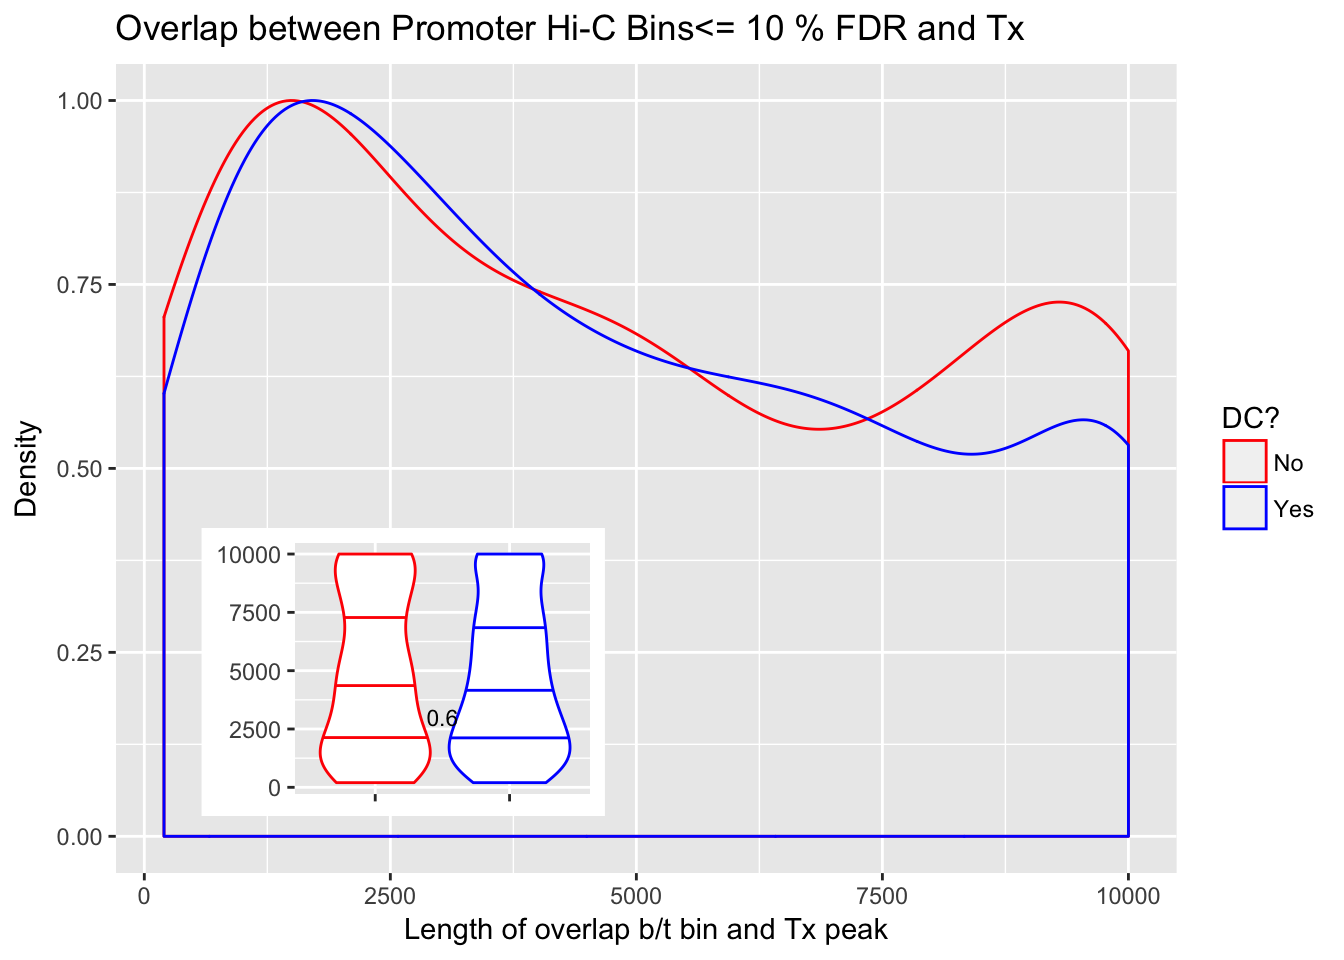 Overlap between Promoter Hi-C Bins<= 10 % FDR and Tx
1.00
0.75
0.50
0.25
0.00
Density
10000
7500
5000
2500
0
0.6
0 2500 5000 7500 10000
Length of overlap b/t bin and Tx peak
DC?
No
Yes